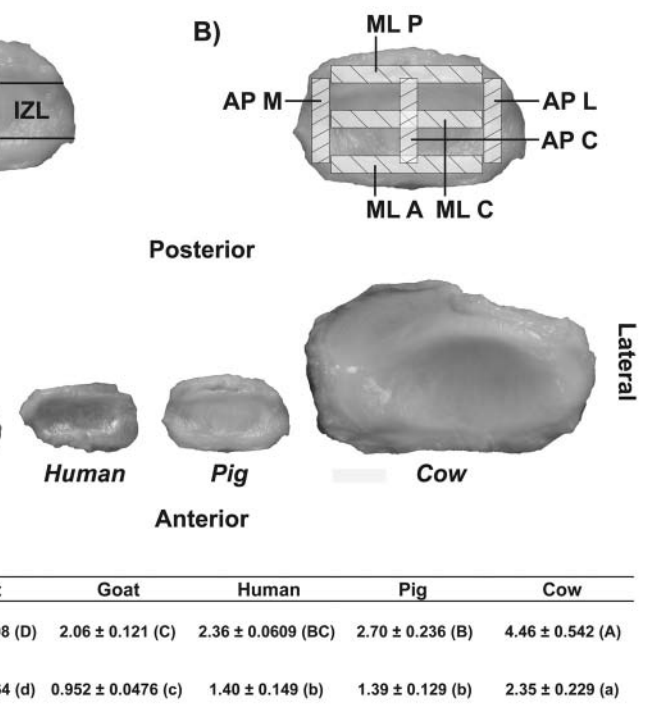 B)
ML P
IZL
AP M
AP L
AP C
ML A ML C
Posterior
Lateral
Human Pig Cow
Anterior
Goat Human Pig Cow
8 (D) 2.06 ± 0.121 (C) 2.36 ± 0.0609 (BC) 2.70 ± 0.236 (B) 4.46 ± 0.542 (A)
4 (d) 0.952 ± 0.0476 (c) 1.40 ± 0.149 (b) 1.39 ± 0.129 (b) 2.35 ± 0.229 (a)